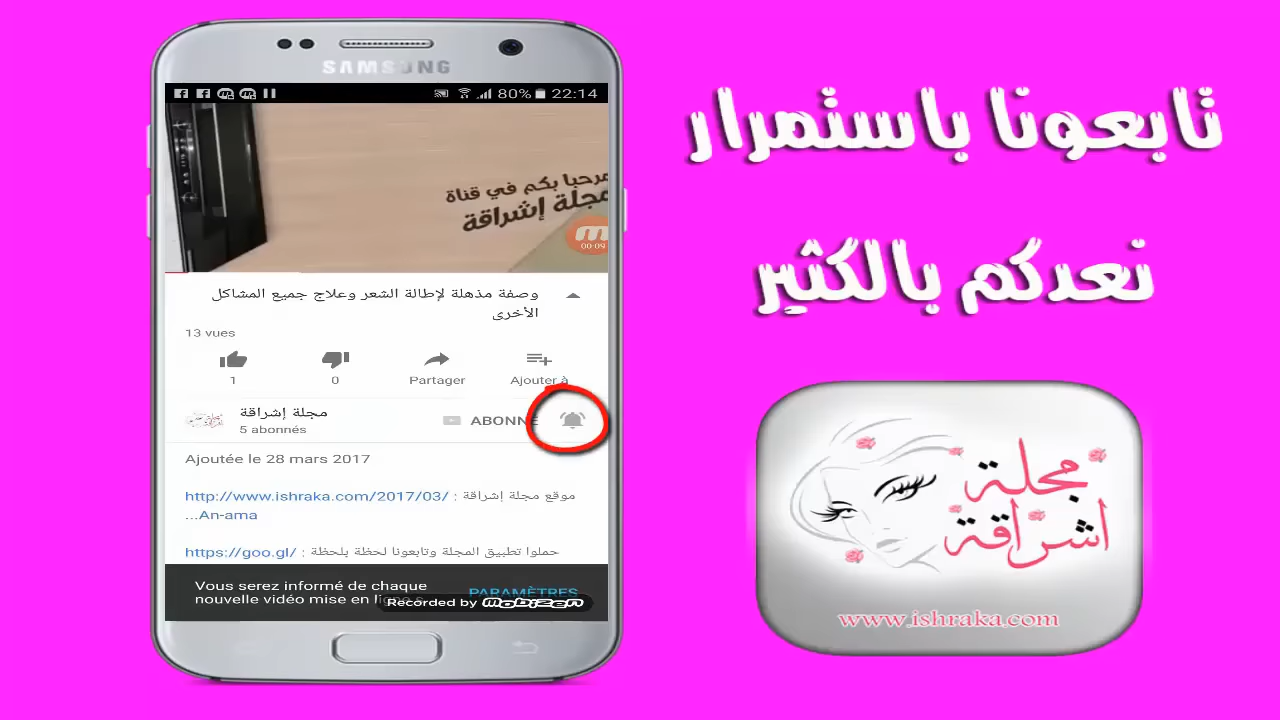 تابعونا باستمرار
نعدكم بالكثير
SAMSUNG
80% 22:14
مرحبا بكم في قناة
مجلة إشراقة
00:09
وصفة مذهلة لإطالة الشعر وعلاج جميع المشاكل
الأخرى
13 vues
1 0 Partager Ajouter à
مجلة إشراقة
ABONNÉ
5 abonnés
Ajoutée le 28 mars 2017
موقع مجلة إشراقة : http://www.ishraka.com/2017/03/
An-ama...
حملوا تطبيق المجلة وتابعونا لحظة بلحظة : https://goo.gl/
Vous serez informé de chaque
nouvelle vidéo mise en
PARAMÈTRES
Recorded by mobizen
مجلة
اشراقة
www.ishraka.com